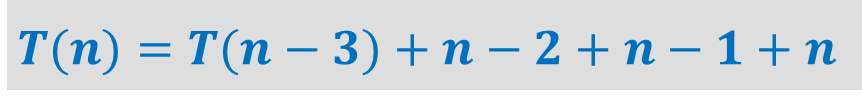 T(n) = T(n − 3) + n − 2 + n − 1 + n